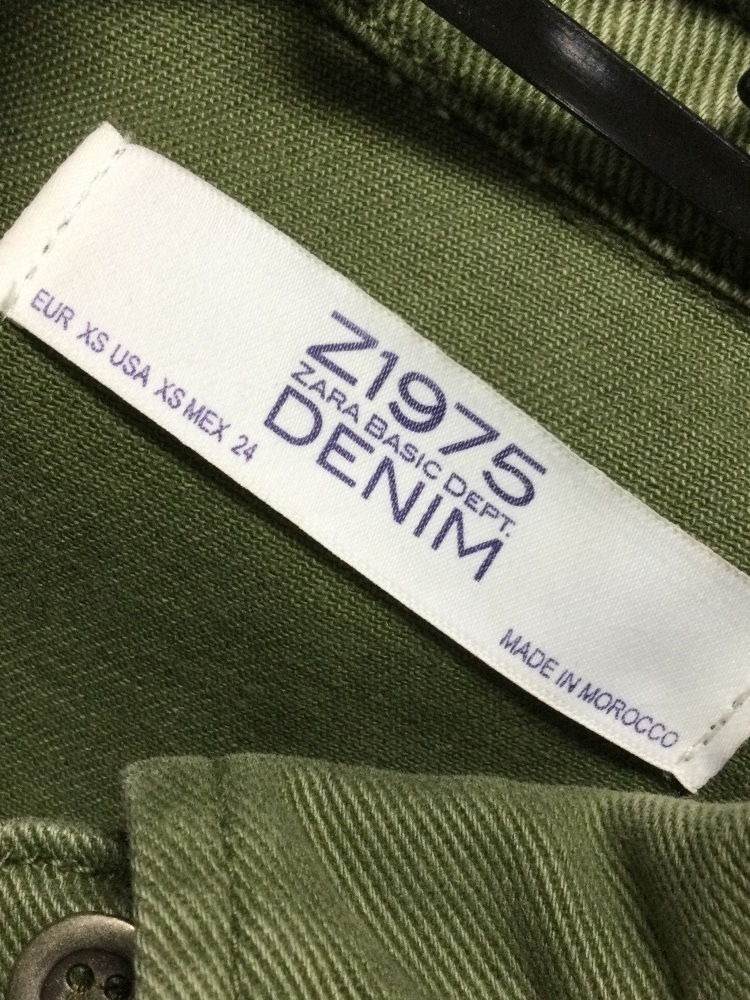 Z1975
ZARA BASIC DEPT.
DENIM
EUR XS USA XS MEX 24
MADE IN MOROCCO